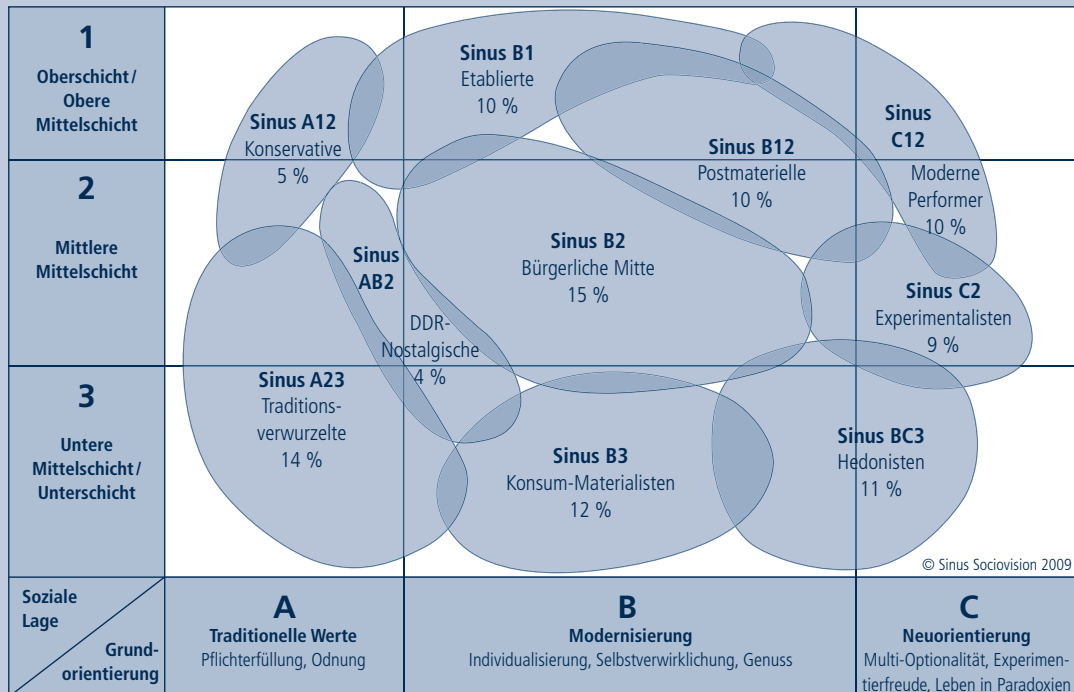 1
Oberschicht /
Obere
Mittelschicht
2
Mittlere
Mittelschicht
3
Untere
Mittelschicht /
Unterschicht
Sinus B1
Etablierte
10 %
Sinus A12
Konservative
5 %
Sinus B12
Postmaterielle
10 %
Sinus
C12
Moderne
Performer
10 %
Sinus
AB2
DDR-
Nostalgische
4 %
Sinus B2
Bürgerliche Mitte
15 %
Sinus C2
Experimentalisten
9 %
Sinus A23
Traditions-
verwurzelte
14 %
Sinus B3
Konsum-Materialisten
12 %
Sinus BC3
Hedonisten
11 %
© Sinus Sociovision 2009
Soziale
Lage
Grund-
orientierung
A
Traditionelle Werte
Pflichterfüllung, Odnung
B
Modernisierung
Individualisierung, Selbstverwirklichung, Genuss
C
Neuorientierung
Multi-Optionalität, Experimen-
tierfreude, Leben in Paradoxien